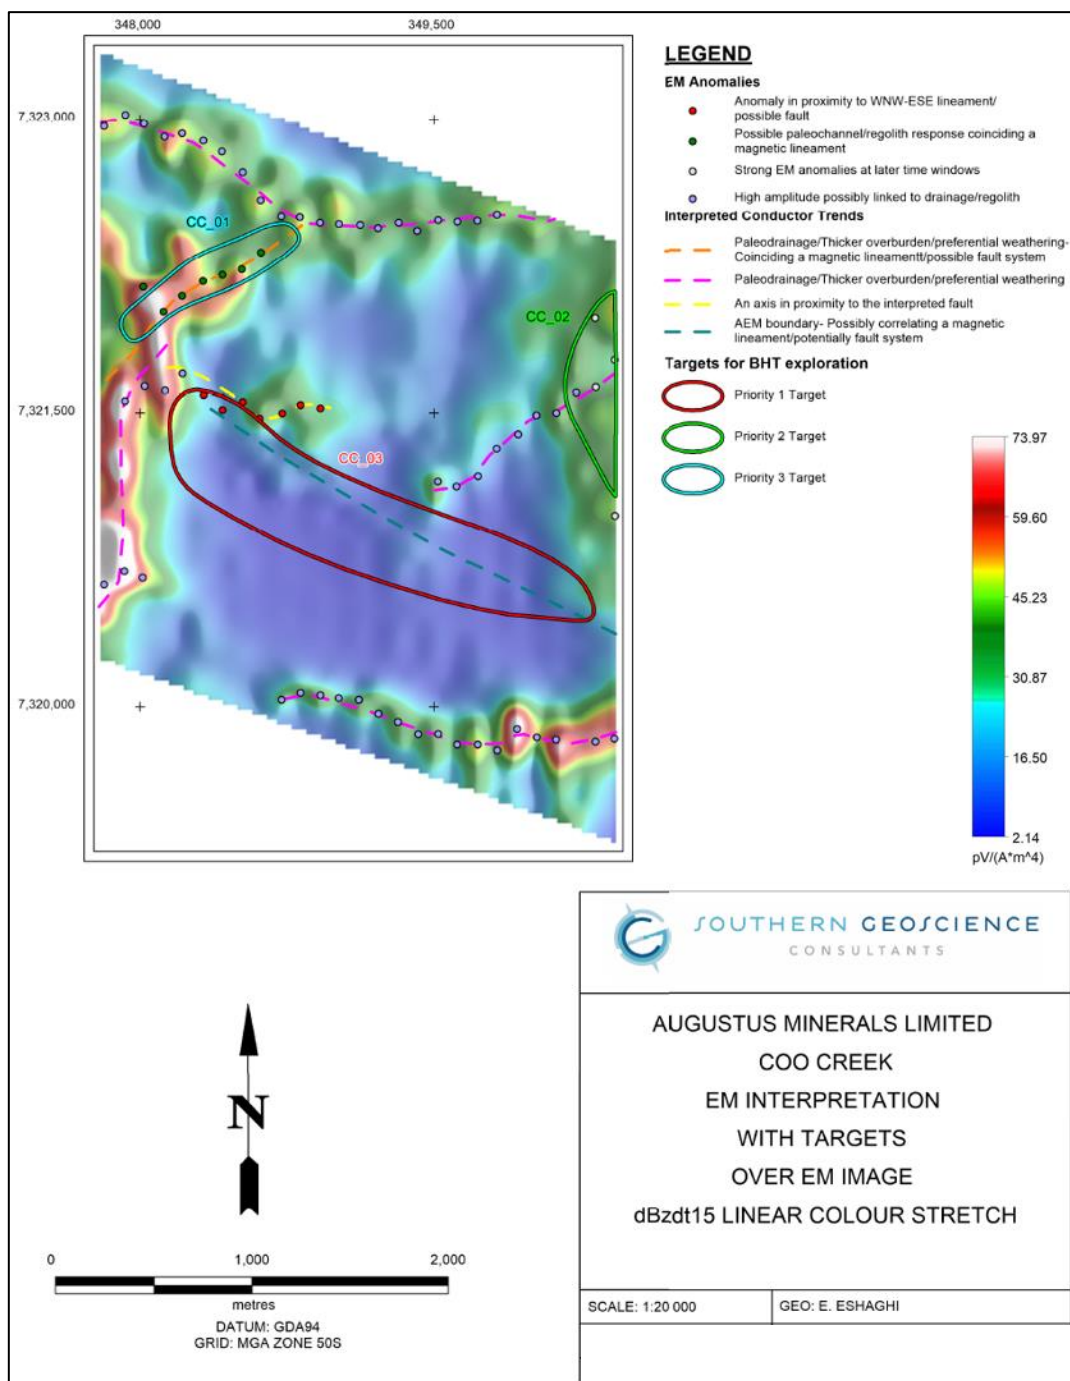 348,000
349,500
7,323,000
7,321,500
7,320,000
CC_01
CC_02
CC_03
LEGEND
EM Anomalies
Anomaly in proximity to WNW-ESE lineament/
possible fault
Possible paleochannel/regolith response coinciding a
magnetic lineament
Strong EM anomalies at later time windows
High amplitude possibly linked to drainage/regolith
Interpreted Conductor Trends
Paleodrainage/Thicker overburden/preferential weathering-
Coinciding a magnetic lineamentt/possible fault system
Paleodrainage/Thicker overburden/preferential weathering
An axis in proximity to the interpreted fault
AEM boundary- Possibly correlating a magnetic
lineament/potentially fault system
Targets for BHT exploration
Priority 1 Target
Priority 2 Target
Priority 3 Target
73.97
59.60
45.23
30.87
16.50
2.14
pV/(A*m^4)
N
0
1,000
2,000
metres
DATUM: GDA94
GRID: MGA ZONE 50S
SOUTHERN GEOSCIENCE
CONSULTANTS
AUGUSTUS MINERALS LIMITED
COO CREEK
EM INTERPRETATION
WITH TARGETS
OVER EM IMAGE
dBzdt15 LINEAR COLOUR STRETCH
SCALE: 1:20 000
GEO: E. ESHAGHI